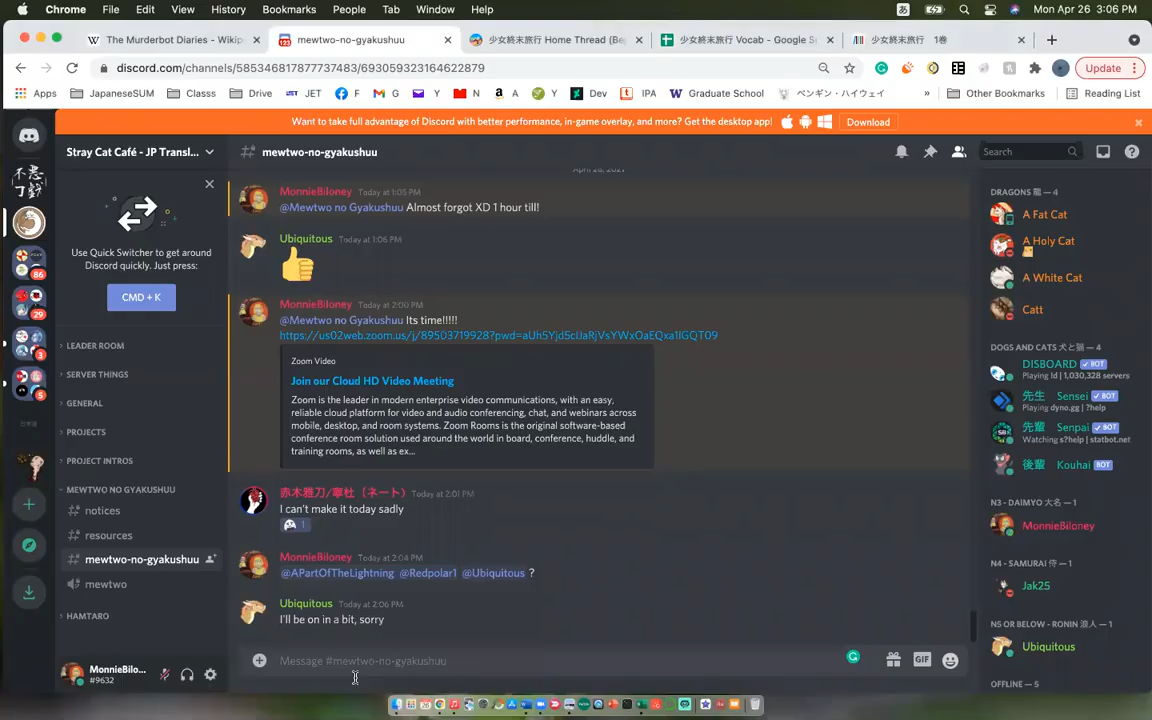 Chrome File Edit View History Bookmarks People Tab Window Help あ Mon Apr 26 3:06 PM
W The Murderbot Diaries - Wikip
mewtwo-no-gyakushuu
少女終末旅行 Home Thread (Be
少女終末旅行 Vocab - Google S
少女終末旅行 1巻
discord.com/channels/585346817877737483/693059323164622879
Update
Apps JapaneseSUM Classs Drive JET F G Y N A Y Dev IPA Graduate School ペンギン・ハイウェイ » Other Bookmarks Reading List
Want to take full advantage of Discord with better performance, in-game overlay, and more? Get the desktop app! Download
Stray Cat Café - JP Transl...
mewtwo-no-gyakushuu
Search
Use Quick Switcher to get around
Discord quickly. Just press:
CMD + K
LEADER ROOM
SERVER THINGS
GENERAL
PROJECTS
PROJECT INTROS
MEWTWO NO GYAKUSHUU
notices
resources
mewtwo-no-gyakushuu
mewtwo
HAMTARO
MonnieBilo...
#9632
86
29
3
5
April 26, 2021
MonnieBiloney Today at 1:05 PM
@Mewtwo no Gyakushuu Almost forgot XD 1 hour till!
Ubiquitous Today at 1:06 PM
MonnieBiloney Today at 2:00 PM
@Mewtwo no Gyakushuu Its time!!!!!
Zoom Video
Join our Cloud HD Video Meeting
Zoom is the leader in modern enterprise video communications, with an easy,
reliable cloud platform for video and audio conferencing, chat, and webinars across
mobile, desktop, and room systems. Zoom Rooms is the original software-based
conference room solution used around the world in board, conference, huddle, and
training rooms, as well as ex...
Today at 2:01 PM
I can't make it today sadly
1
MonnieBiloney Today at 2:04 PM
@APartOfTheLightning @Redpolar1 @Ubiquitous ?
Ubiquitous Today at 2:06 PM
I'll be on in a bit, sorry
Message #mewtwo-no-gyakushuu
GIF
DRAGONS 龍 — 4
A Fat Cat
A Holy Cat
A White Cat
Catt
DOGS AND CATS 犬と猫 — 4
DISBOARD BOT
Playing !d | 1,030,328 servers
先生 Sensei BOT
Playing dyno.gg | ?help
先輩 Senpai BOT
Watching s?help | statbot.net
後輩 Kouhai BOT
N3 - DAIMYO 大名 — 1
MonnieBiloney
N4 - SAMURAI 侍 — 1
Jak25
N5 OR BELOW - RONIN 浪人 — 1
Ubiquitous
OFFLINE — 5